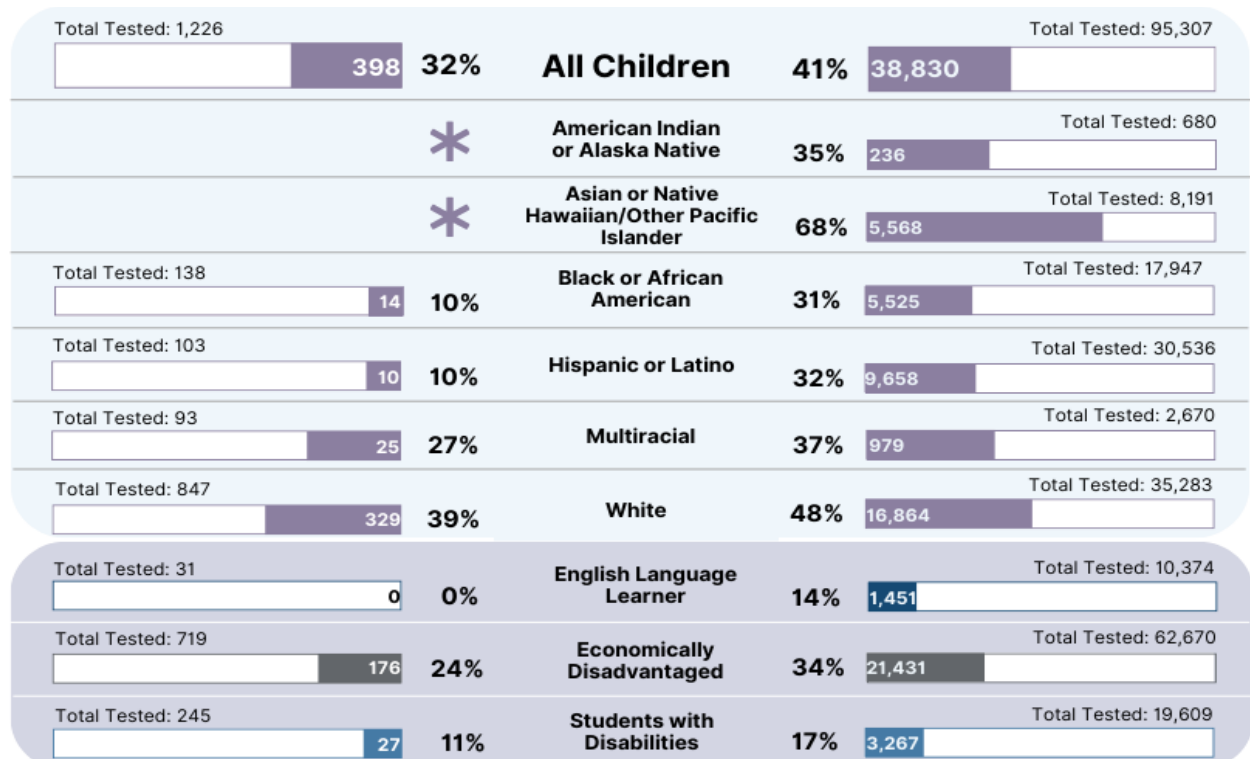 Total Tested: 1,226
398
32%
All Children
41%
Total Tested: 95,307
38,830
*
American Indian
or Alaska Native
35%
Total Tested: 680
236
*
Asian or Native
Hawaiian/Other Pacific
Islander
68%
Total Tested: 8,191
5,568
Total Tested: 138
14
10%
Black or African
American
31%
Total Tested: 17,947
5,525
Total Tested: 103
10
10%
Hispanic or Latino
32%
Total Tested: 30,536
9,658
Total Tested: 93
25
27%
Multiracial
37%
Total Tested: 2,670
979
Total Tested: 847
329
39%
White
48%
Total Tested: 35,283
16,864
Total Tested: 31
0
0%
English Language
Learner
14%
Total Tested: 10,374
1,451
Total Tested: 719
176
24%
Economically
Disadvantaged
34%
Total Tested: 62,670
21,431
Total Tested: 245
27
11%
Students with
Disabilities
17%
Total Tested: 19,609
3,267